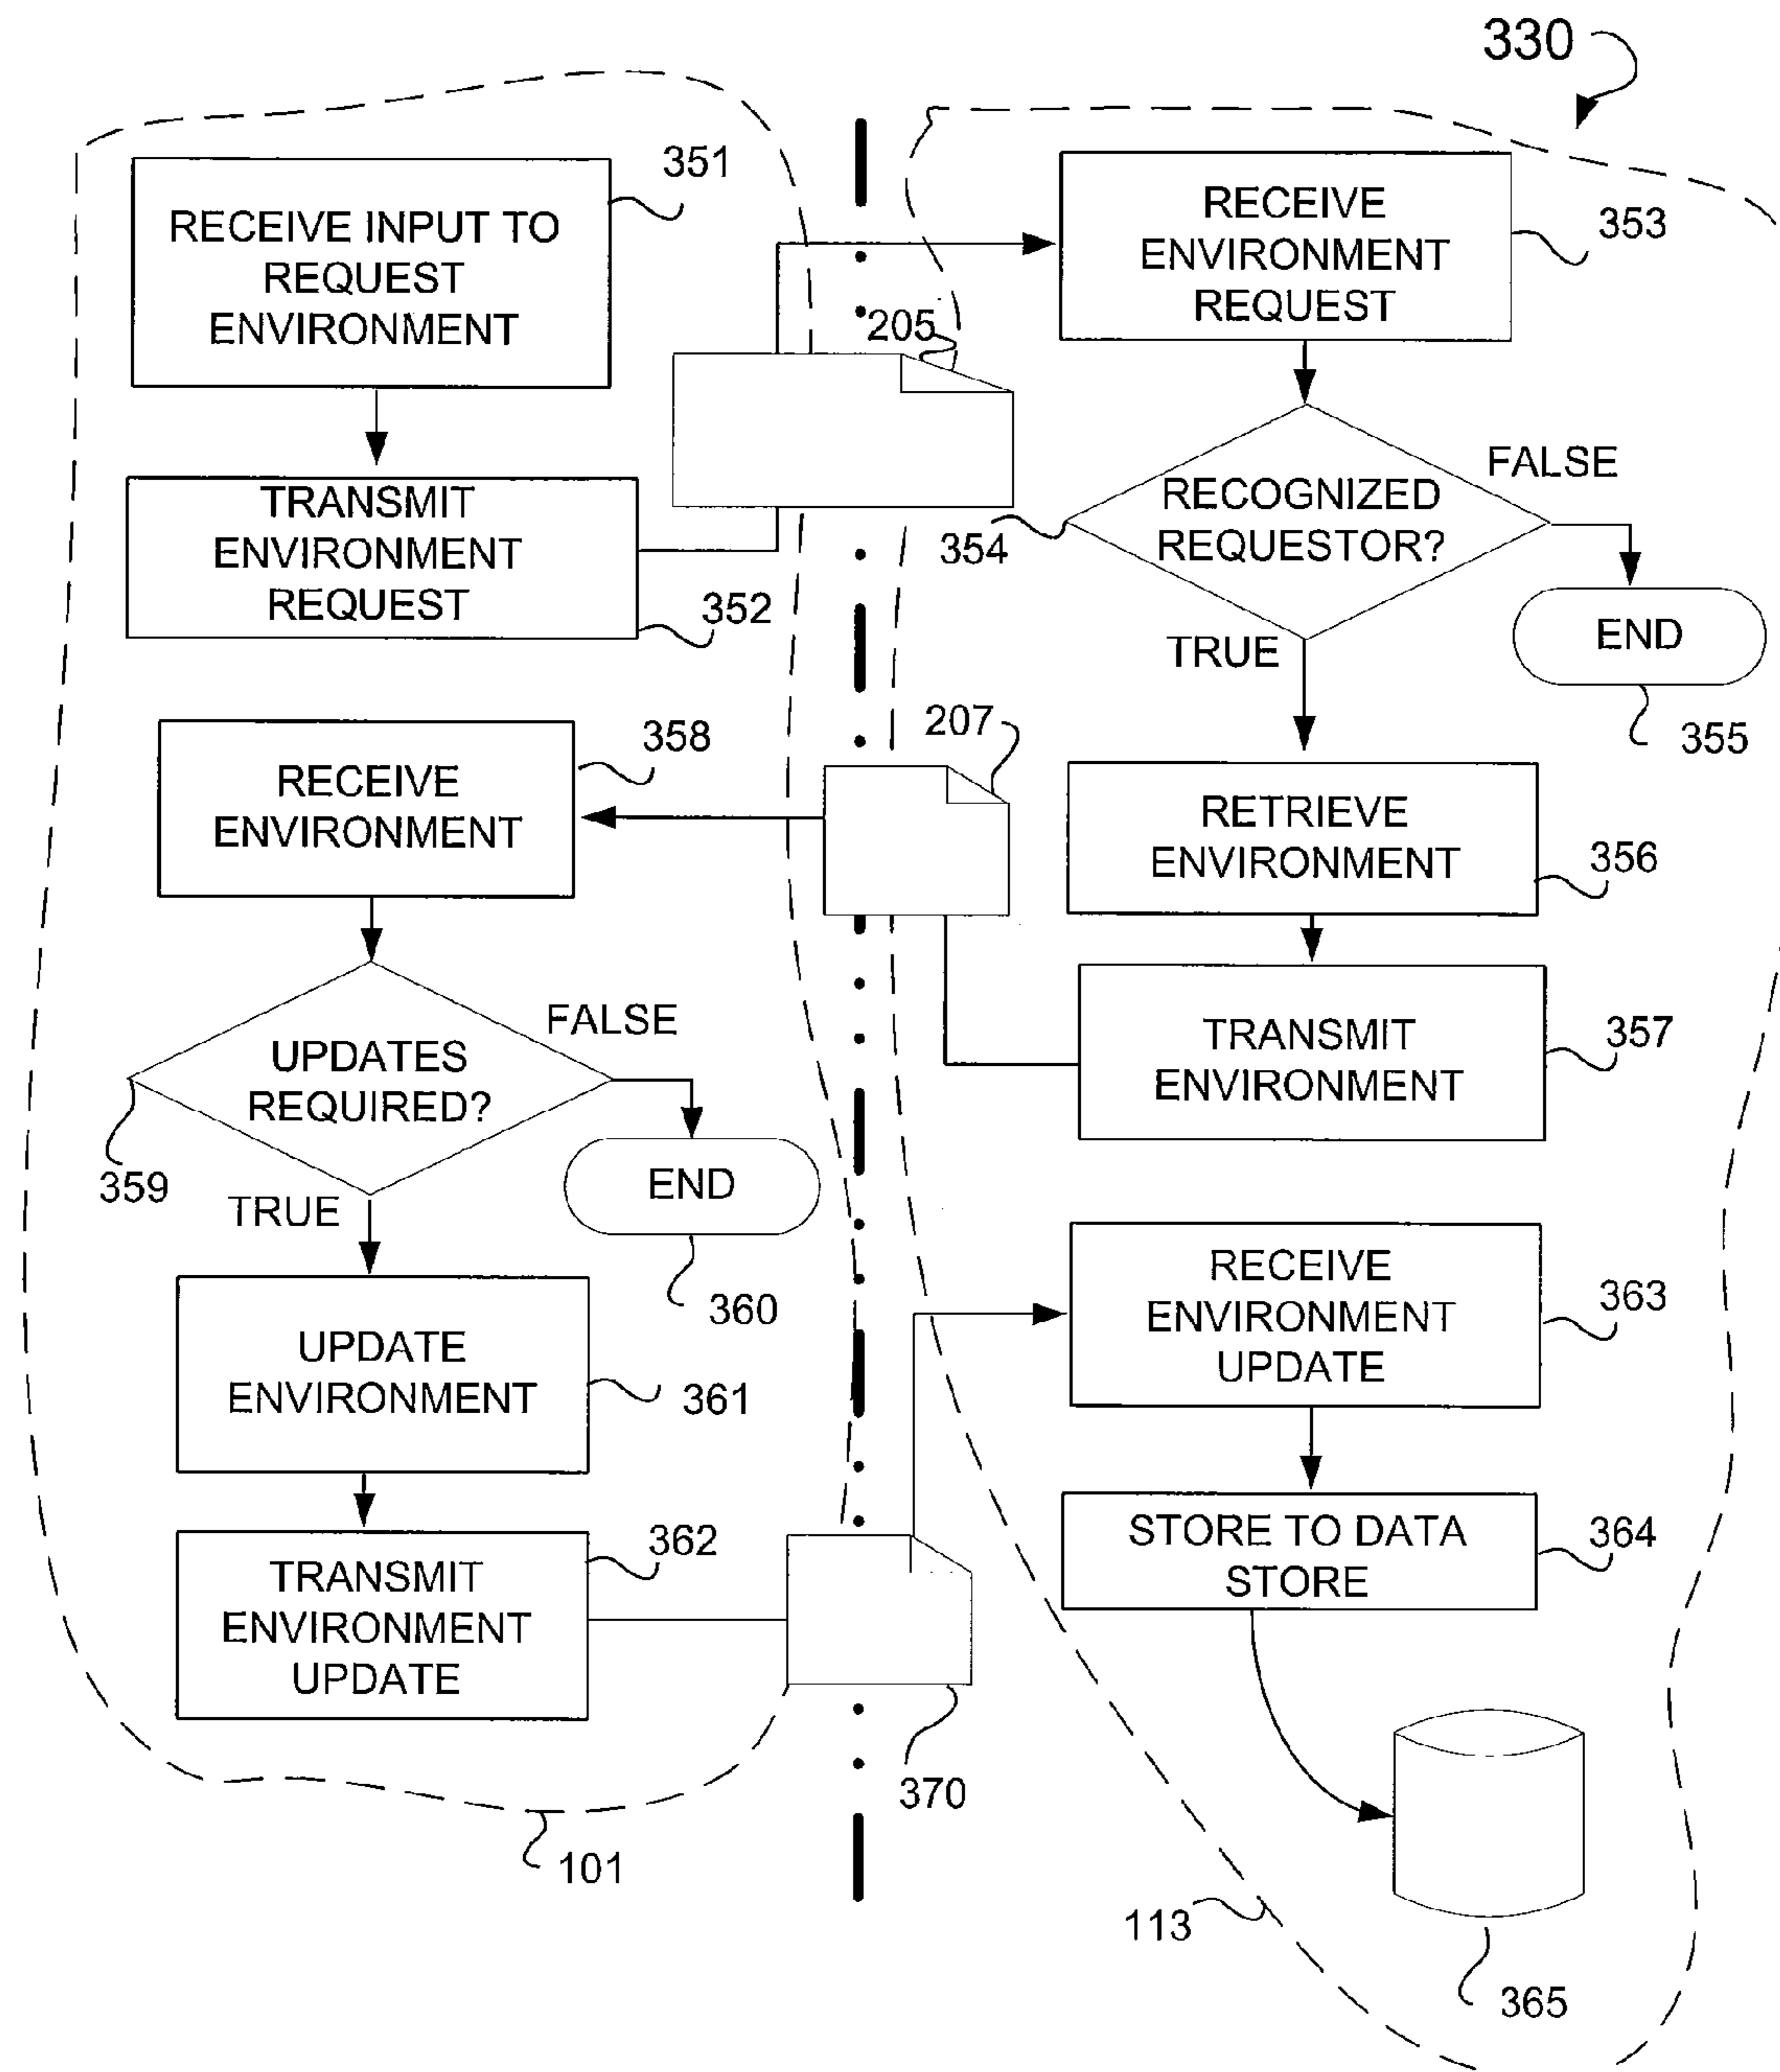 330
351
RECEIVE INPUT TO
REQUEST
ENVIRONMENT
RECEIVE
ENVIRONMENT
REQUEST
353
205
TRANSMIT
ENVIRONMENT
REQUEST
352
354
RECOGNIZED
REQUESTOR?
FALSE
TRUE
END
355
358
RECEIVE
ENVIRONMENT
207
RETRIEVE
ENVIRONMENT
356
UPDATES
REQUIRED?
FALSE
359
TRUE
END
360
TRANSMIT
ENVIRONMENT
357
UPDATE
ENVIRONMENT
361
RECEIVE
ENVIRONMENT
UPDATE
363
362
TRANSMIT
ENVIRONMENT
UPDATE
370
STORE TO DATA
STORE
364
101
113
365